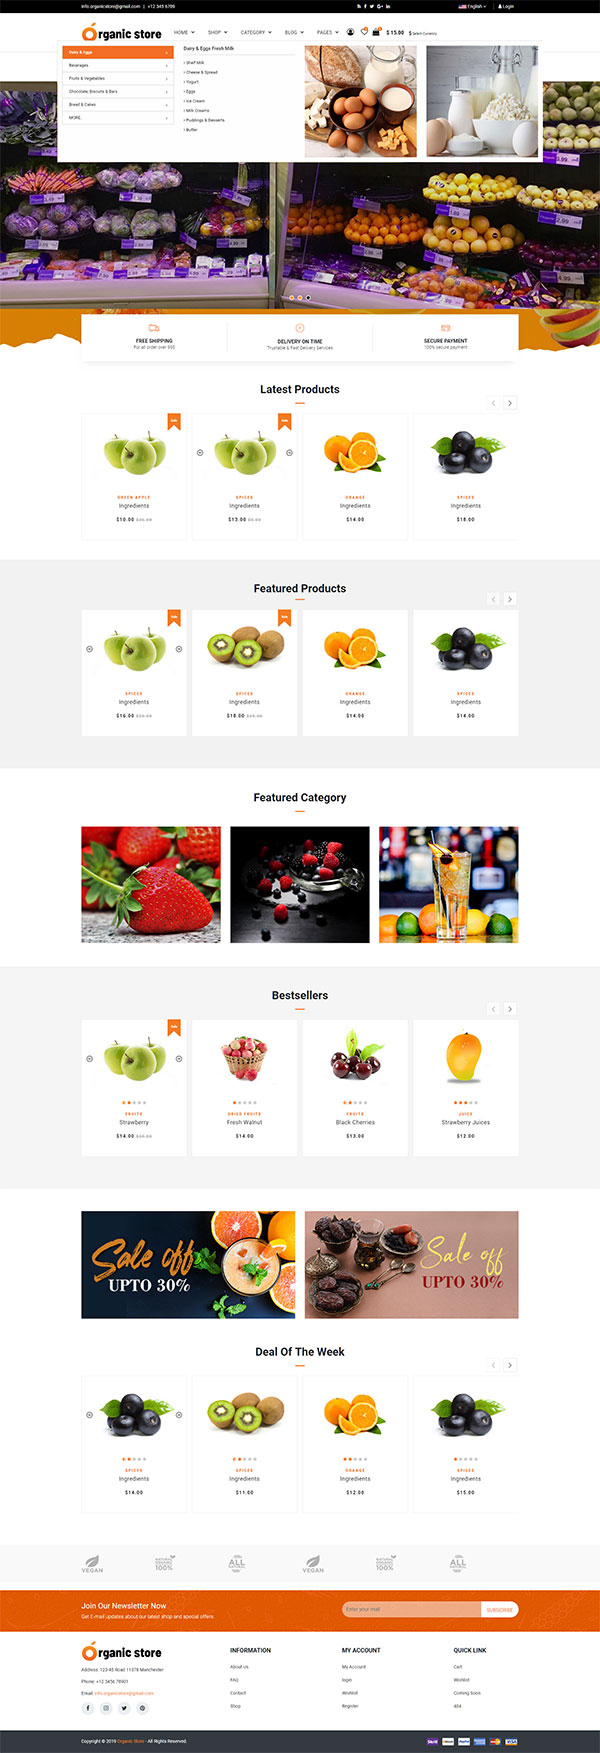 info.organicstore@gmail.com | +12 345 6789
English
Login
Organic store
HOME SHOP CATEGORY BLOG PAGES
$ 15.00
$ Select Currency
Dairy & Eggs
Beverages
Fruits & Vegetables
Chocolate, Biscuits & Bars
Bread & Cakes
MORE..
Dairy & Eggs Fresh Milk
Shelf Milk
Cheese & Spread
Yogurt
Eggs
Ice Cream
Milk Creams
Puddings & Desserts
Butter
FREE SHIPPING
For all order over 99$
DELIVERY ON TIME
Trustable & Fast Delivery Services
SECURE PAYMENT
100% secure payment
Latest Products
Sale
GREEN APPLE
Ingredients
$10.00
Sale
SPICES
Ingredients
$13.00
ORANGE
Ingredients
$14.00
SPICES
Ingredients
$18.00
Featured Products
SPICES
Ingredients
$16.00
Sale
SPICES
Ingredients
$18.00
Sale
ORANGE
Ingredients
$14.00
SPICES
Ingredients
$14.00
Featured Category
Bestsellers
Sale
FRUITS
Strawberry
$14.00
DRIED FRUITS
Fresh Walnut
$14.00
FRUITS
Black Cherries
$13.00
JUICE
Strawberry Juices
$12.00
Sale off
UPTO 30%
Sale off
UPTO 30%
Deal Of The Week
SPICES
Ingredients
$14.00
SPICES
Ingredients
$11.00
ORANGE
Ingredients
$12.00
SPICES
Ingredients
$15.00
VEGAN
100%
ALL
NATURAL
VEGAN
100%
ALL
NATURAL
Join Our Newsletter Now
Get E-mail updates about our latest shop and special offers.
Enter your mail
SUBSCRIBE
Organic store
Address: 123-45 Road 11378 Manchester
Phone: +12 3456 78901
Email: info.organicstore@gmail.com
INFORMATION
About Us
FAQ
Contact
Shop
MY ACCOUNT
My Account
login
Wishlist
Register
QUICK LINK
Cart
Wishlist
Coming Soon
404
Copyright © 2019 Organic Store - All Rights Reserved.